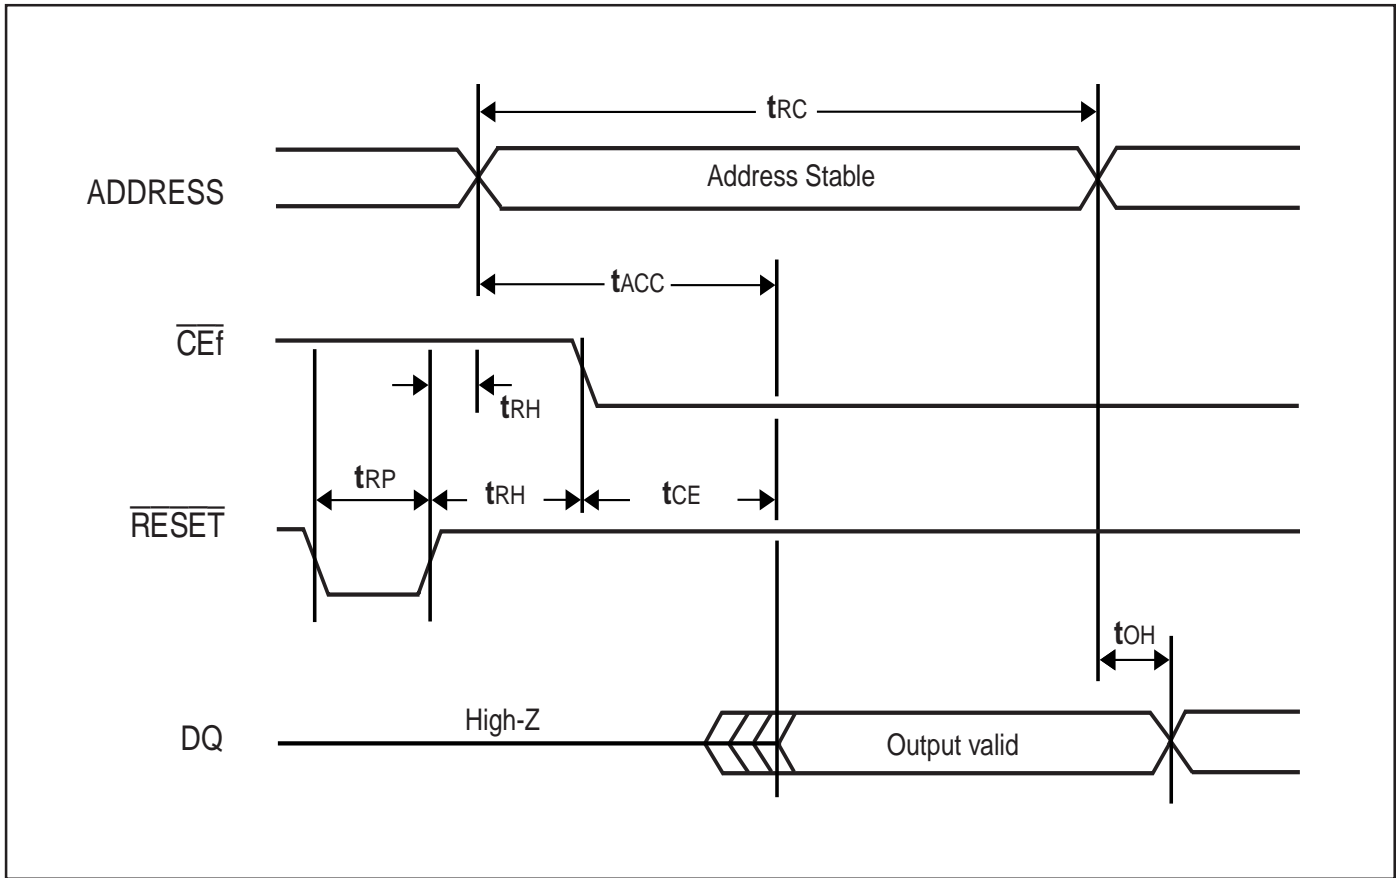 tRC
ADDRESS
Address Stable
tACC
CEf
tRH
tRP
tRH
tCE
RESET
tOH
High-Z
DQ
Output valid